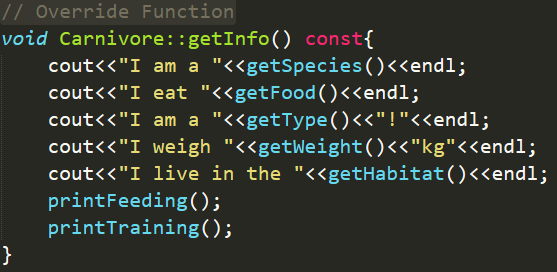 // Override Function
void Carnivore::getInfo() const{
    cout<<"I am a "<<getSpecies()<<endl;
    cout<<"I eat "<<getFood()<<endl;
    cout<<"I am a "<<getType()<<"!"<<endl;
    cout<<"I weigh "<<getWeight()<<"kg"<<endl;
    cout<<"I live in the "<<getHabitat()<<endl;
    printFeeding();
    printTraining();
}